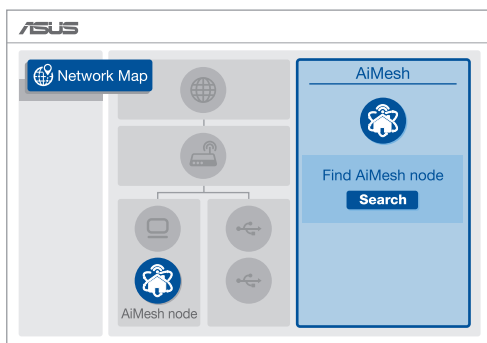 ASUS
Network Map
AiMesh
Find AiMesh node
Search
AiMesh node